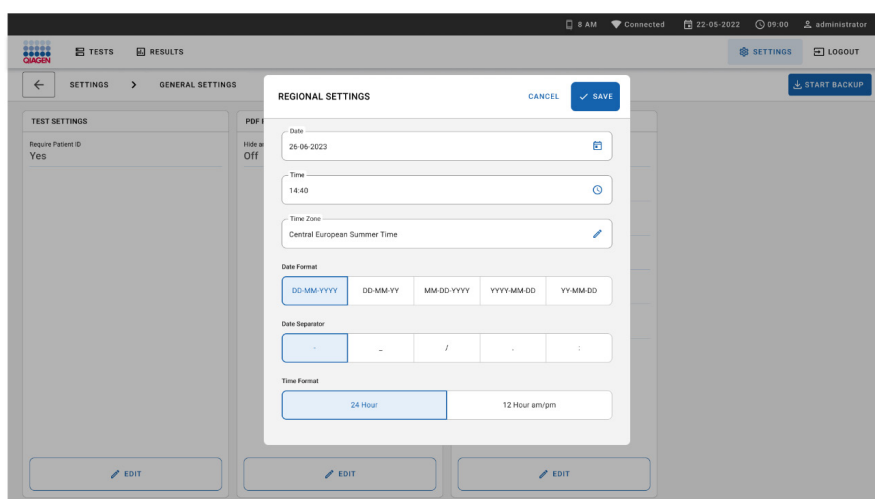 8 AM Connected 22-05-2022 09:00 administrator
QIAGEN TESTS RESULTS SETTINGS LOGOUT
SETTINGS > GENERAL SETTINGS START BACKUP
REGIONAL SETTINGS CANCEL SAVE
TEST SETTINGS
Require Patient ID
Yes
PDF
Hide
Off
Date
26-06-2023
Time
14:40
Time Zone
Central European Summer Time
Date Format
DD-MM-YYYY DD-MM-YY MM-DD-YYYY YYYY-MM-DD YY-MM-DD
Date Separator
- _ / . :
Time Format
24 Hour 12 Hour am/pm
EDIT EDIT EDIT